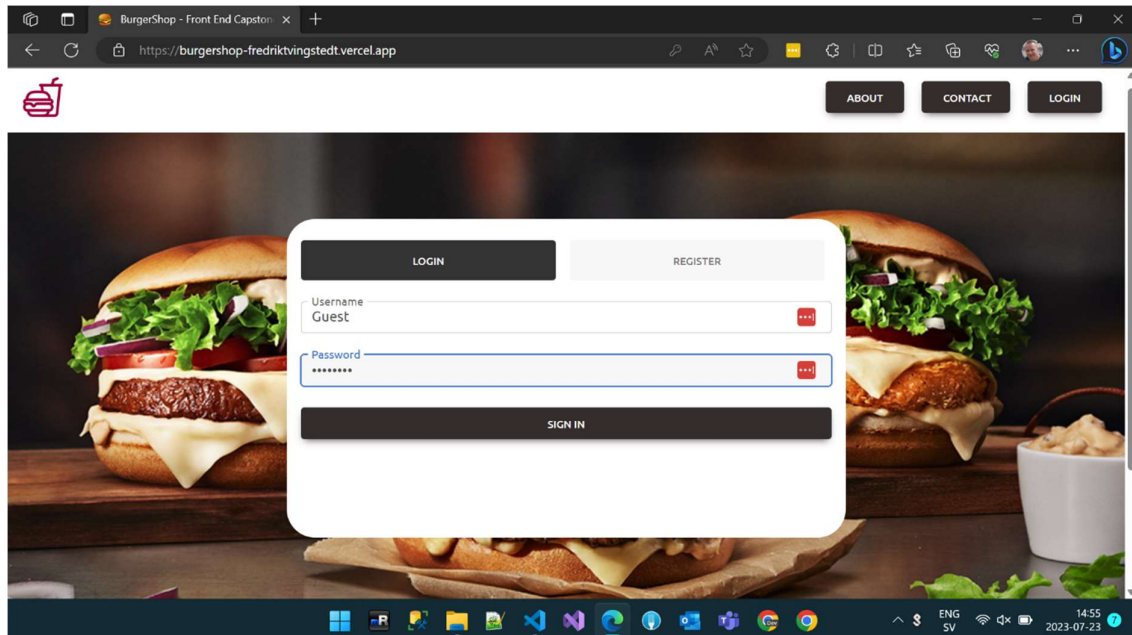 BurgerShop - Front End Capston
https://burgershop-fredriktvingstedt.vercel.app
ABOUT
CONTACT
LOGIN
LOGIN
REGISTER
Username
Guest
Password
••••••••
SIGN IN
ENG
SV
14:55
2023-07-23
7